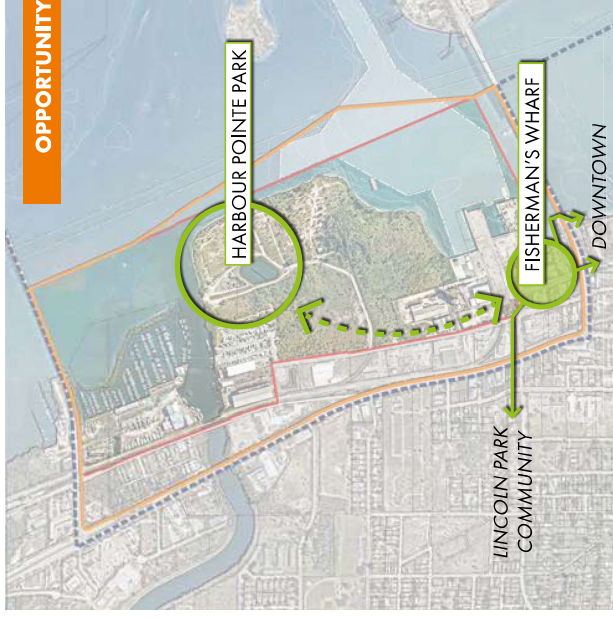 OPPORTUNITY
HARBOUR POINTE PARK
FISHERMAN'S WHARF
DOWNTOWN
LINCOLN PARK
COMMUNITY